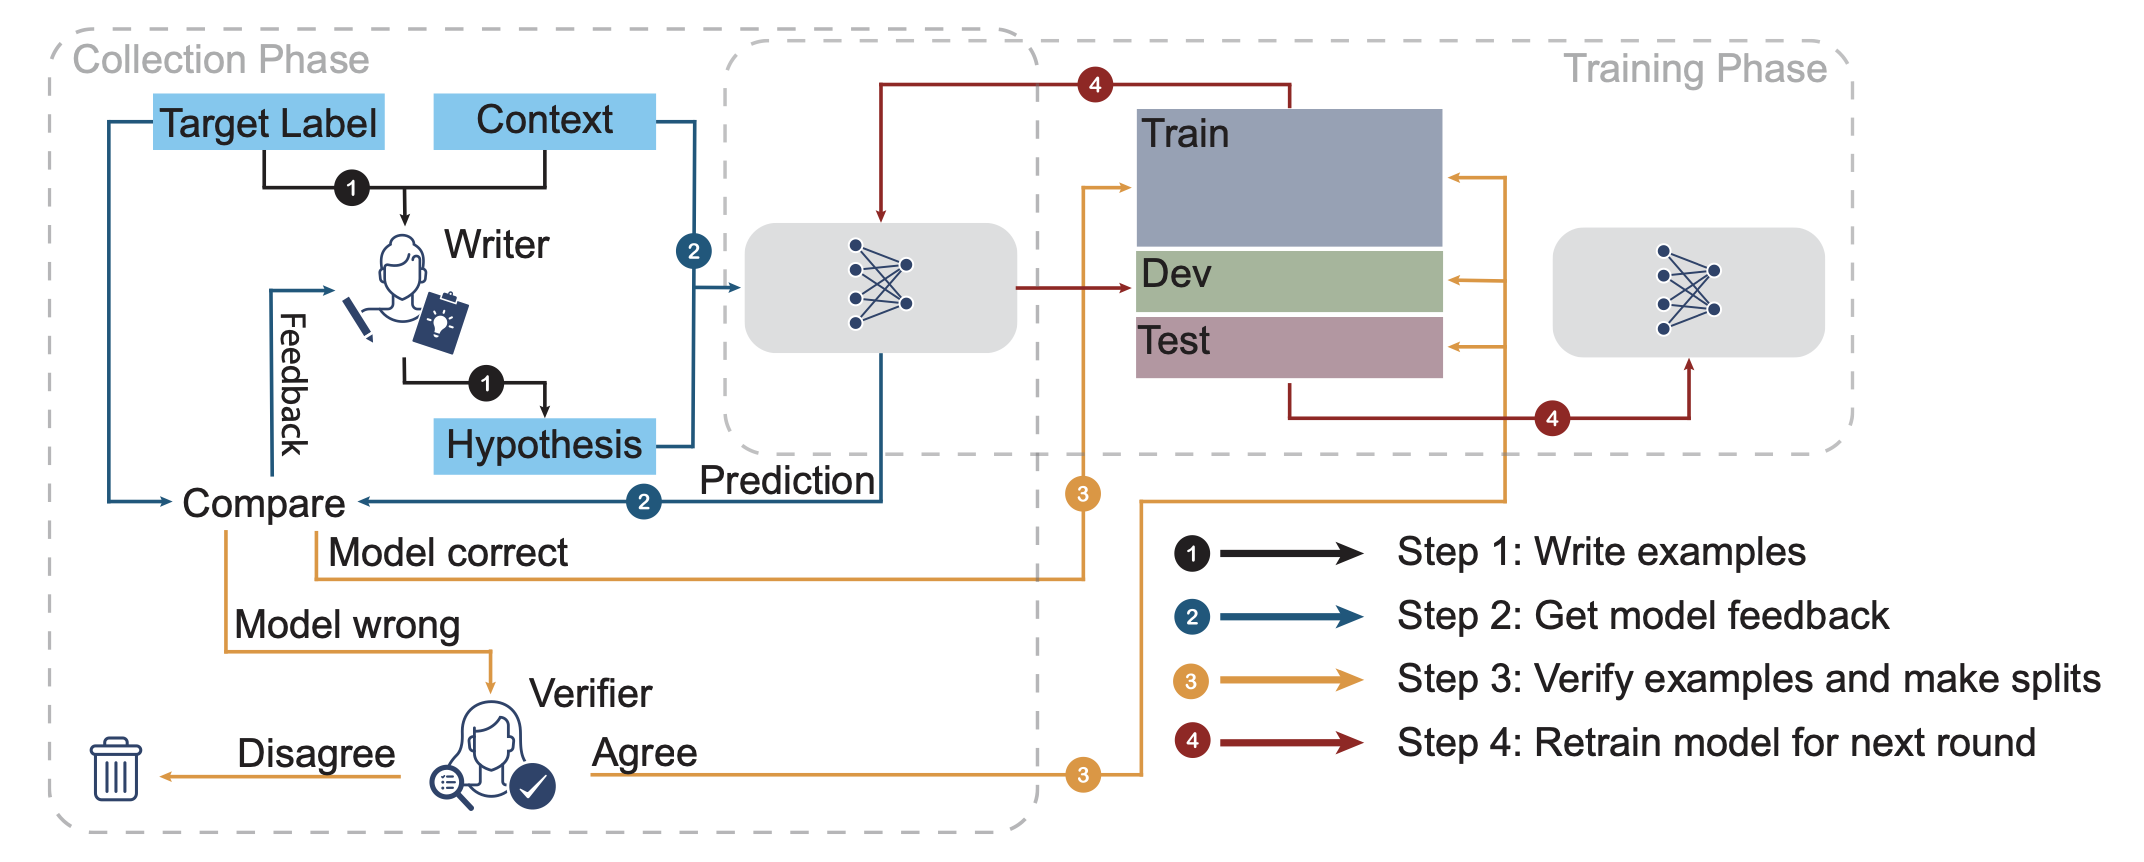 Collection Phase
Training Phase
Target Label
Context
4
Train
1
Writer
2
Dev
Feedback
Test
1
4
Hypothesis
Prediction
Compare
2
3
Model correct
Model wrong
Verifier
Disagree
Agree
3
1 Step 1: Write examples
2 Step 2: Get model feedback
3 Step 3: Verify examples and make splits
4 Step 4: Retrain model for next round